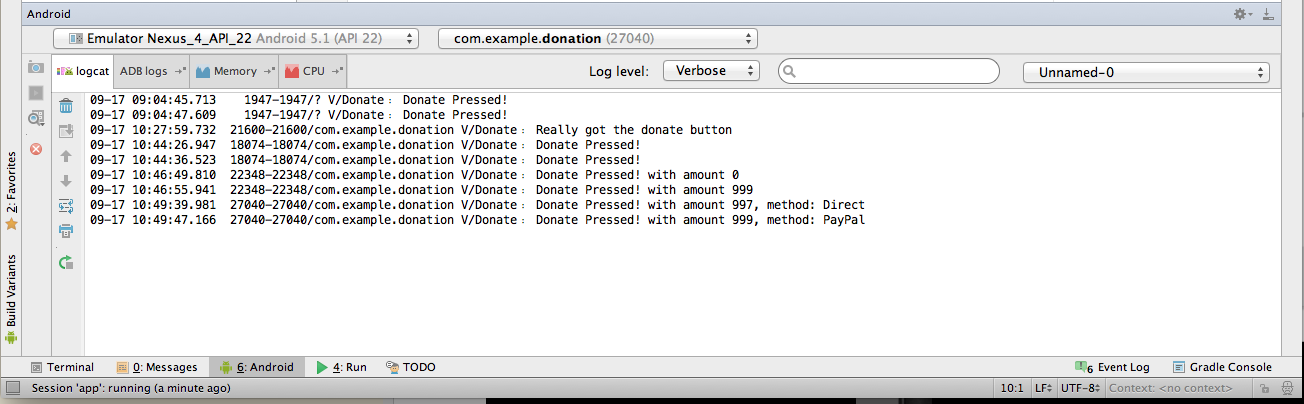 Android
Emulator Nexus_4_API_22 Android 5.1 (API 22)
com.example.donation (27040)
logcat
ADB logs
Memory
CPU
Log level:
Verbose
Unnamed-0
09-17 09:04:45.713    1947-1947/? V/Donate﹕ Donate Pressed!
09-17 09:04:47.609    1947-1947/? V/Donate﹕ Donate Pressed!
09-17 10:27:59.732  21600-21600/com.example.donation V/Donate﹕ Really got the donate button
09-17 10:44:26.947  18074-18074/com.example.donation V/Donate﹕ Donate Pressed!
09-17 10:44:36.523  18074-18074/com.example.donation V/Donate﹕ Donate Pressed!
09-17 10:46:49.810  22348-22348/com.example.donation V/Donate﹕ Donate Pressed! with amount 0
09-17 10:46:55.941  22348-22348/com.example.donation V/Donate﹕ Donate Pressed! with amount 999
09-17 10:49:39.981  27040-27040/com.example.donation V/Donate﹕ Donate Pressed! with amount 997, method: Direct
09-17 10:49:47.166  27040-27040/com.example.donation V/Donate﹕ Donate Pressed! with amount 999, method: PayPal
2: Favorites
Build Variants
Terminal
0: Messages
6: Android
4: Run
TODO
6 Event Log
Gradle Console
Session 'app': running (a minute ago)
10:1
LF
UTF-8
Context: <no context>